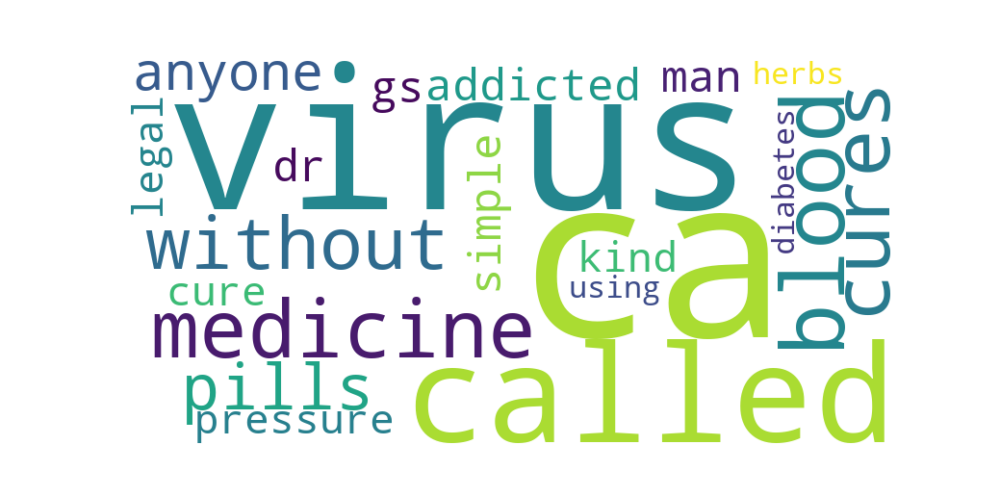 anyone
gs
addicted
man
herbs
virus
legal
dr
simple
diabetes
blood
cures
without
ca
kind
using
cure
medicine
called
pills
pressure